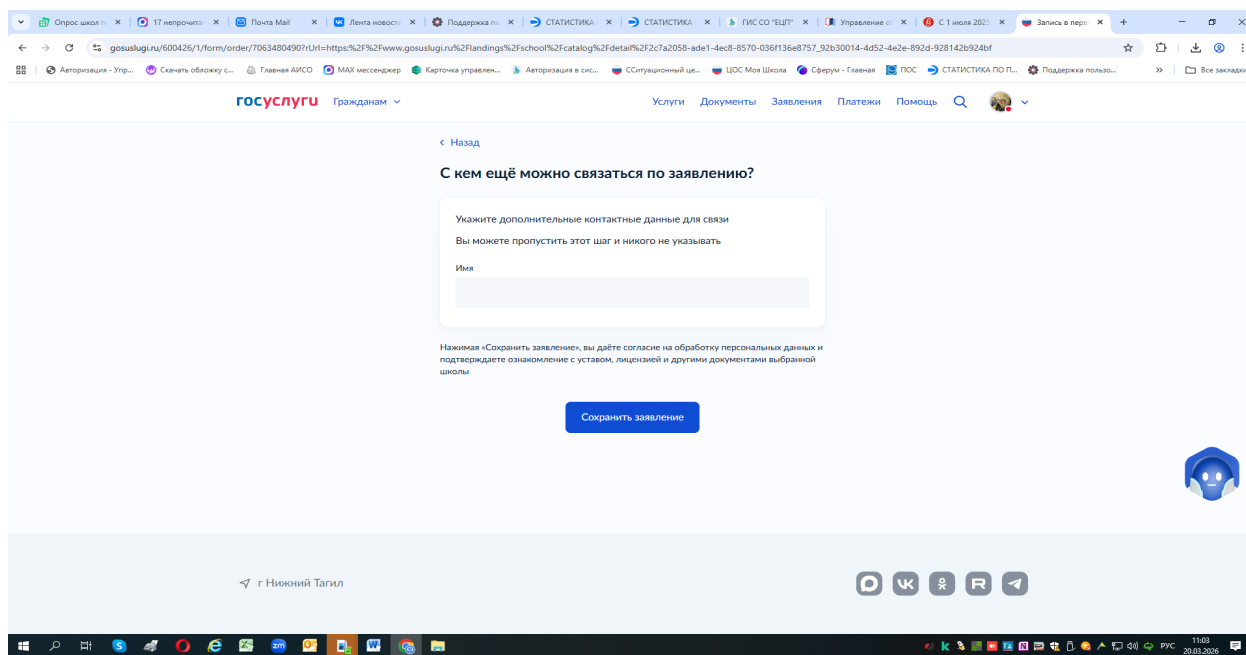 Опрос школ п
17 непрочита
Почта Mail
Лента новосте
Поддержка по
СТАТИСТИКА
СТАТИСТИКА
ГИС СО "ЕЦП"
Управление о
С 1 июля 2025
Запись в перв
gosuslugi.ru/600426/1/form/order/7063480490?rUrl=https:%2F%2Fwww.gosuslugi.ru%2Flandings%2Fschool%2Fcatalog%2Fdetail%2F2c7a2058-ade1-4ec8-8570-036f136e8757_92b30014-4d52-4e2e-892d-928142b924bf
Авторизация - Упр...
Скачать обложку с...
Главная АИСО
MAX мессенджер
Карточка управлен...
Авторизация в сис...
ССитуационный це...
ЦОС Моя Школа
Сферум - Главная
ПОС
СТАТИСТИКА ПО П...
Поддержка пользо...
Все закладки
госуслуги Гражданам
Услуги Документы Заявления Платежи Помощь
Назад
С кем ещё можно связаться по заявлению?
Укажите дополнительные контактные данные для связи
Вы можете пропустить этот шаг и никого не указывать
Имя
Нажимая «Сохранить заявление», вы даёте согласие на обработку персональных данных и
подтверждаете ознакомление с уставом, лицензией и другими документами выбранной
школы
Сохранить заявление
г Нижний Тагил
РУС
11:03
20.03.2026